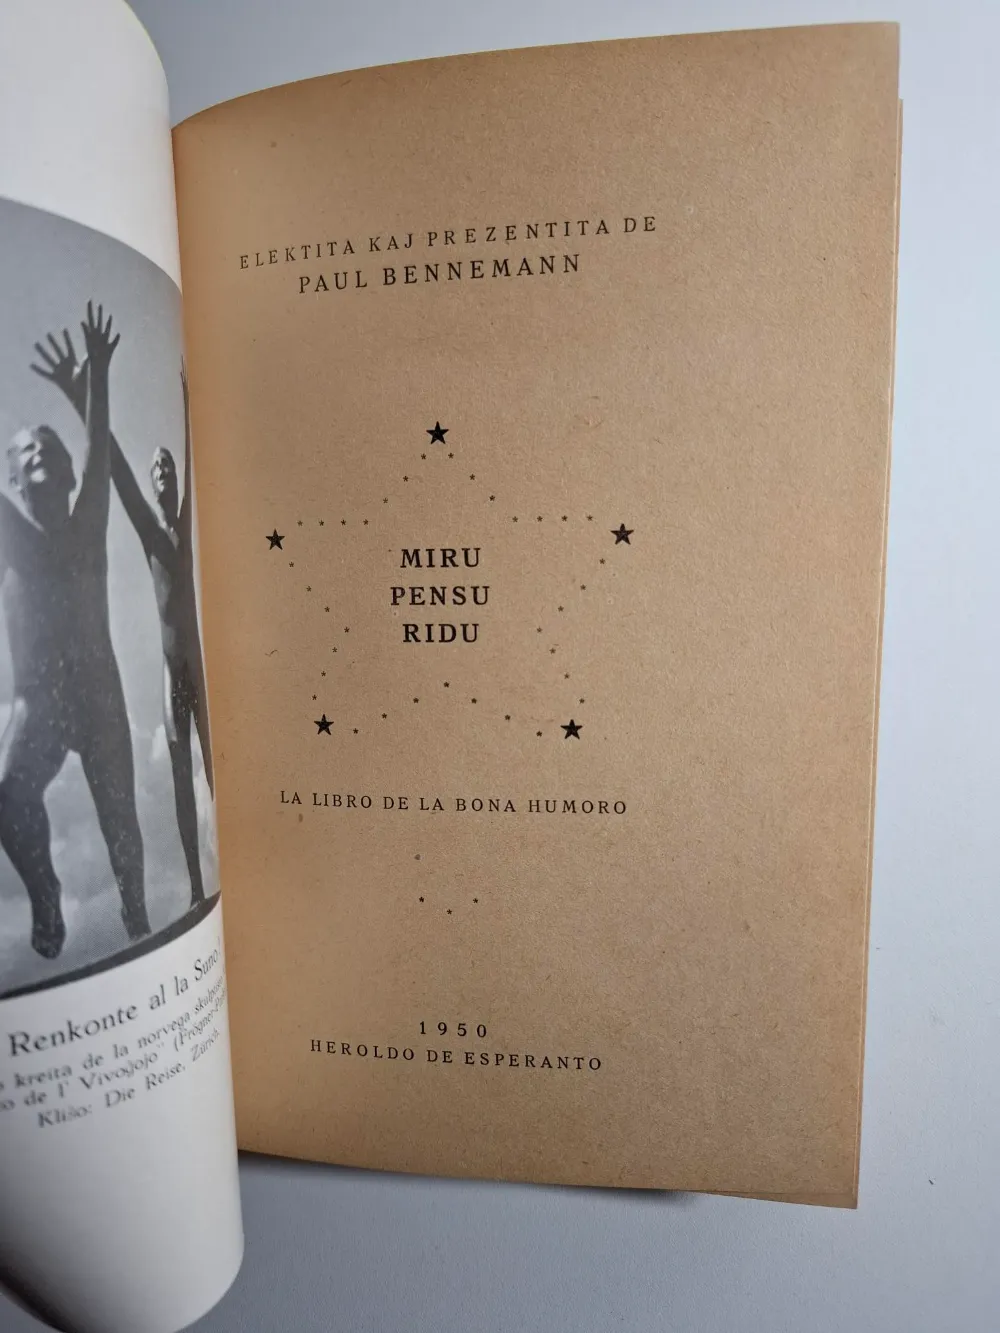 Renkonte al la Suno!
kreita de la norvega
de l' Vivoĝojo" (Frogner-
Kliŝo: Die Reise, Zürich.
ELEKTITA KAJ PREZENTITA DE
PAUL BENNEMANN
MIRU
PENSU
RIDU
LA LIBRO DE LA BONA HUMORO
1950
HEROLDO DE ESPERANTO